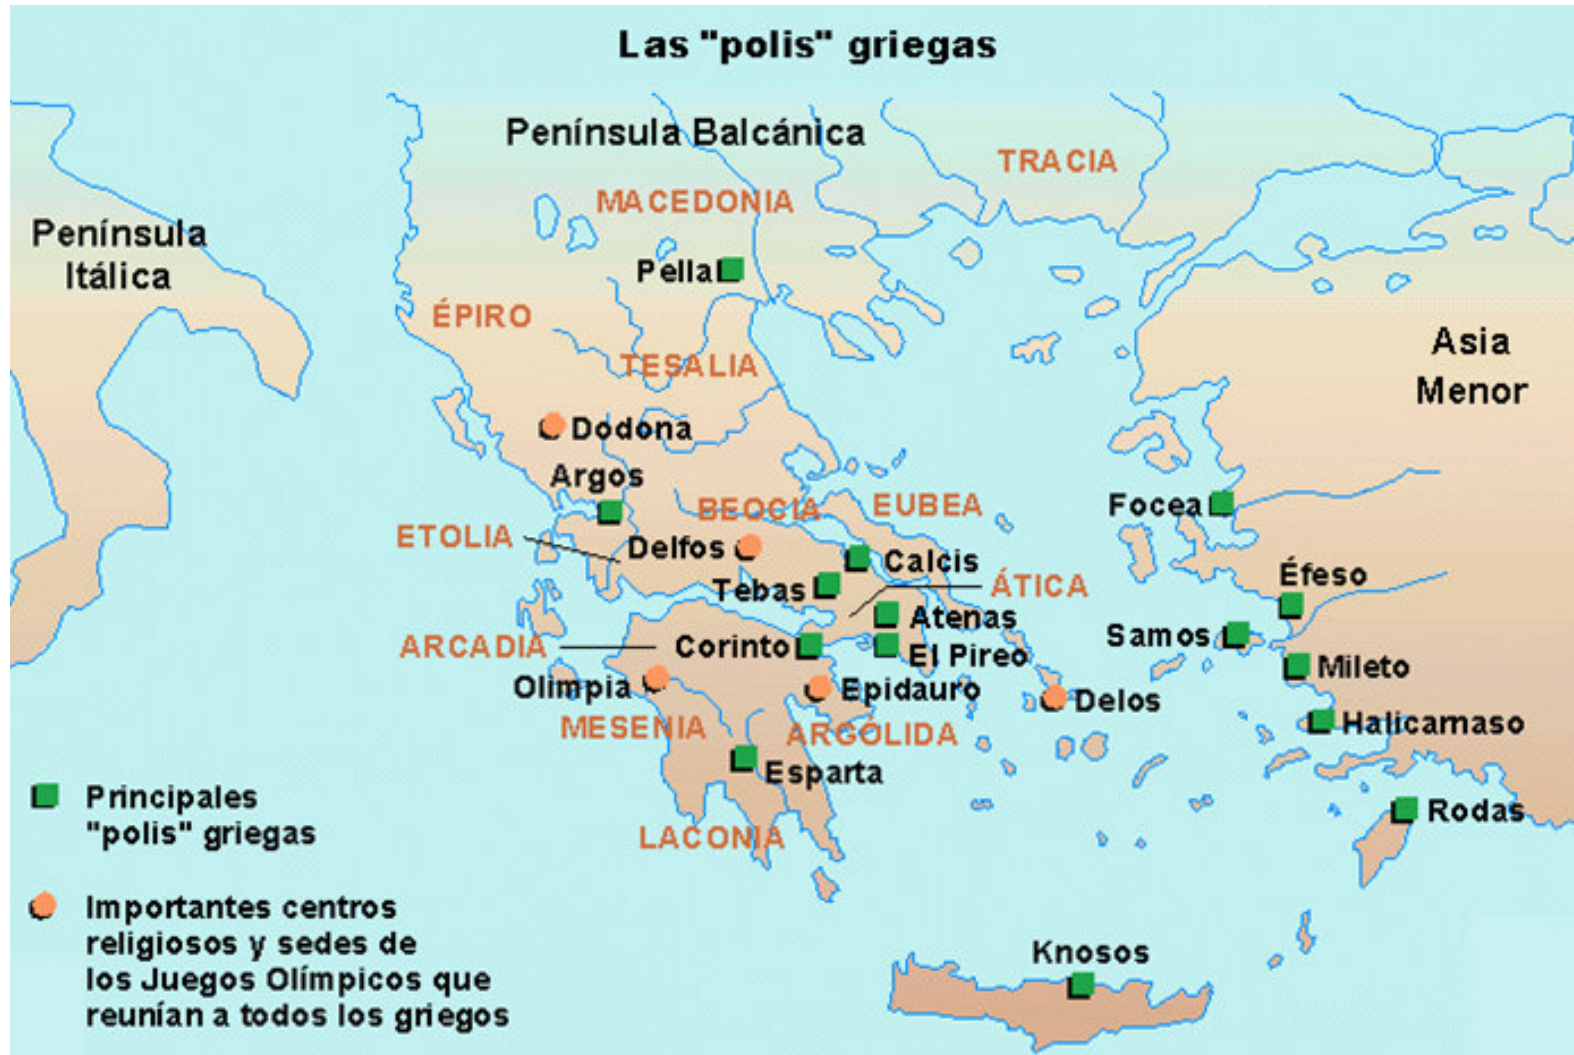 Las "polis" griegas
Península Balcánica
TRACIA
MACEDONIA
Península
Itálica
Pella
ÉPIRO
Asia
Menor
TESALIA
Dodona
Argos
BEOCIA
EUBEA
Focea
ETOLIA
Delfos
Calcis
Éfeso
Tebas
ÁTICA
Atenas
Samos
ARCADIA
Corinto
El Pireo
Mileto
Olimpia
Epidauro
Delos
MESENIA
ARGÓLIDA
Halicarnaso
Esparta
Principales
"polis" griegas
Rodas
LACONIA
Importantes centros
religiosos y sedes de
los Juegos Olímpicos que
reunían a todos los griegos
Knosos